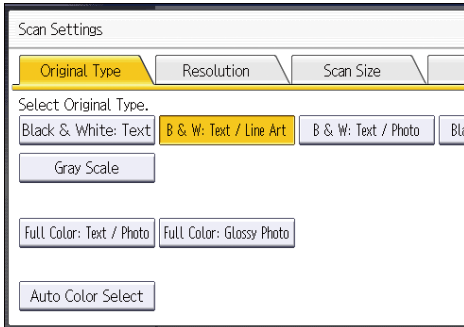 Scan Settings
Original Type Resolution Scan Size
Select Original Type.
Black & White: Text B & W: Text / Line Art B & W: Text / Photo
Gray Scale
Full Color: Text / Photo Full Color: Glossy Photo
Auto Color Select